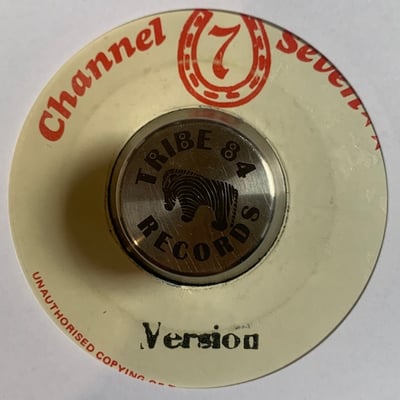 Channel 7 Seven
TRIBE 84
RECORDS
Version
UNAUTHORISED COPYING